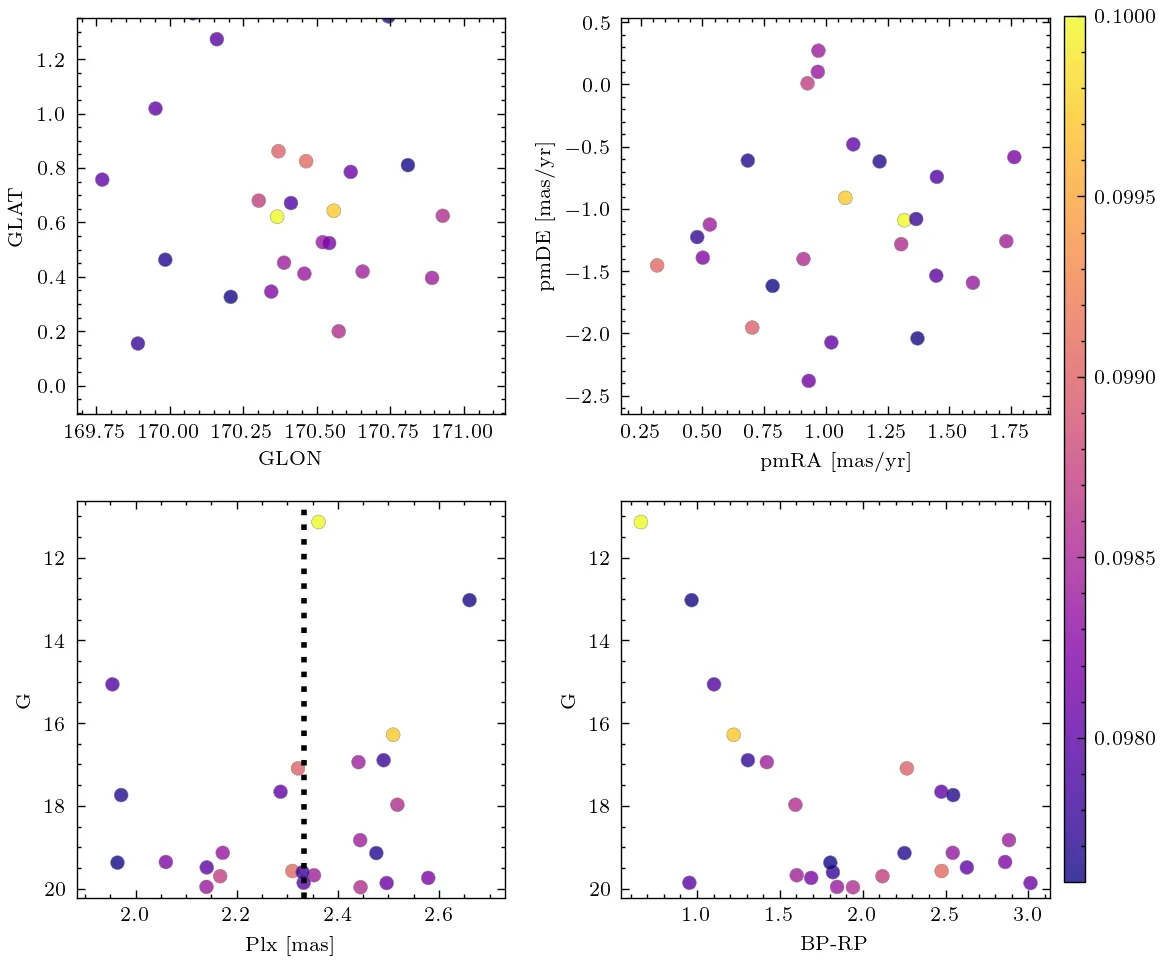 1.2
1.0
0.8
0.6
0.4
0.2
0.0
GLAT
169.75 170.00 170.25 170.50 170.75 171.00
GLON
0.5
0.0
−0.5
−1.0
−1.5
−2.0
−2.5
pmDE [mas/yr]
0.25 0.50 0.75 1.00 1.25 1.50 1.75
pmRA [mas/yr]
0.1000
0.0995
0.0990
0.0985
0.0980
12
14
16
18
20
G
2.0 2.2 2.4 2.6
Plx [mas]
12
14
16
18
20
G
1.0 1.5 2.0 2.5 3.0
BP-RP